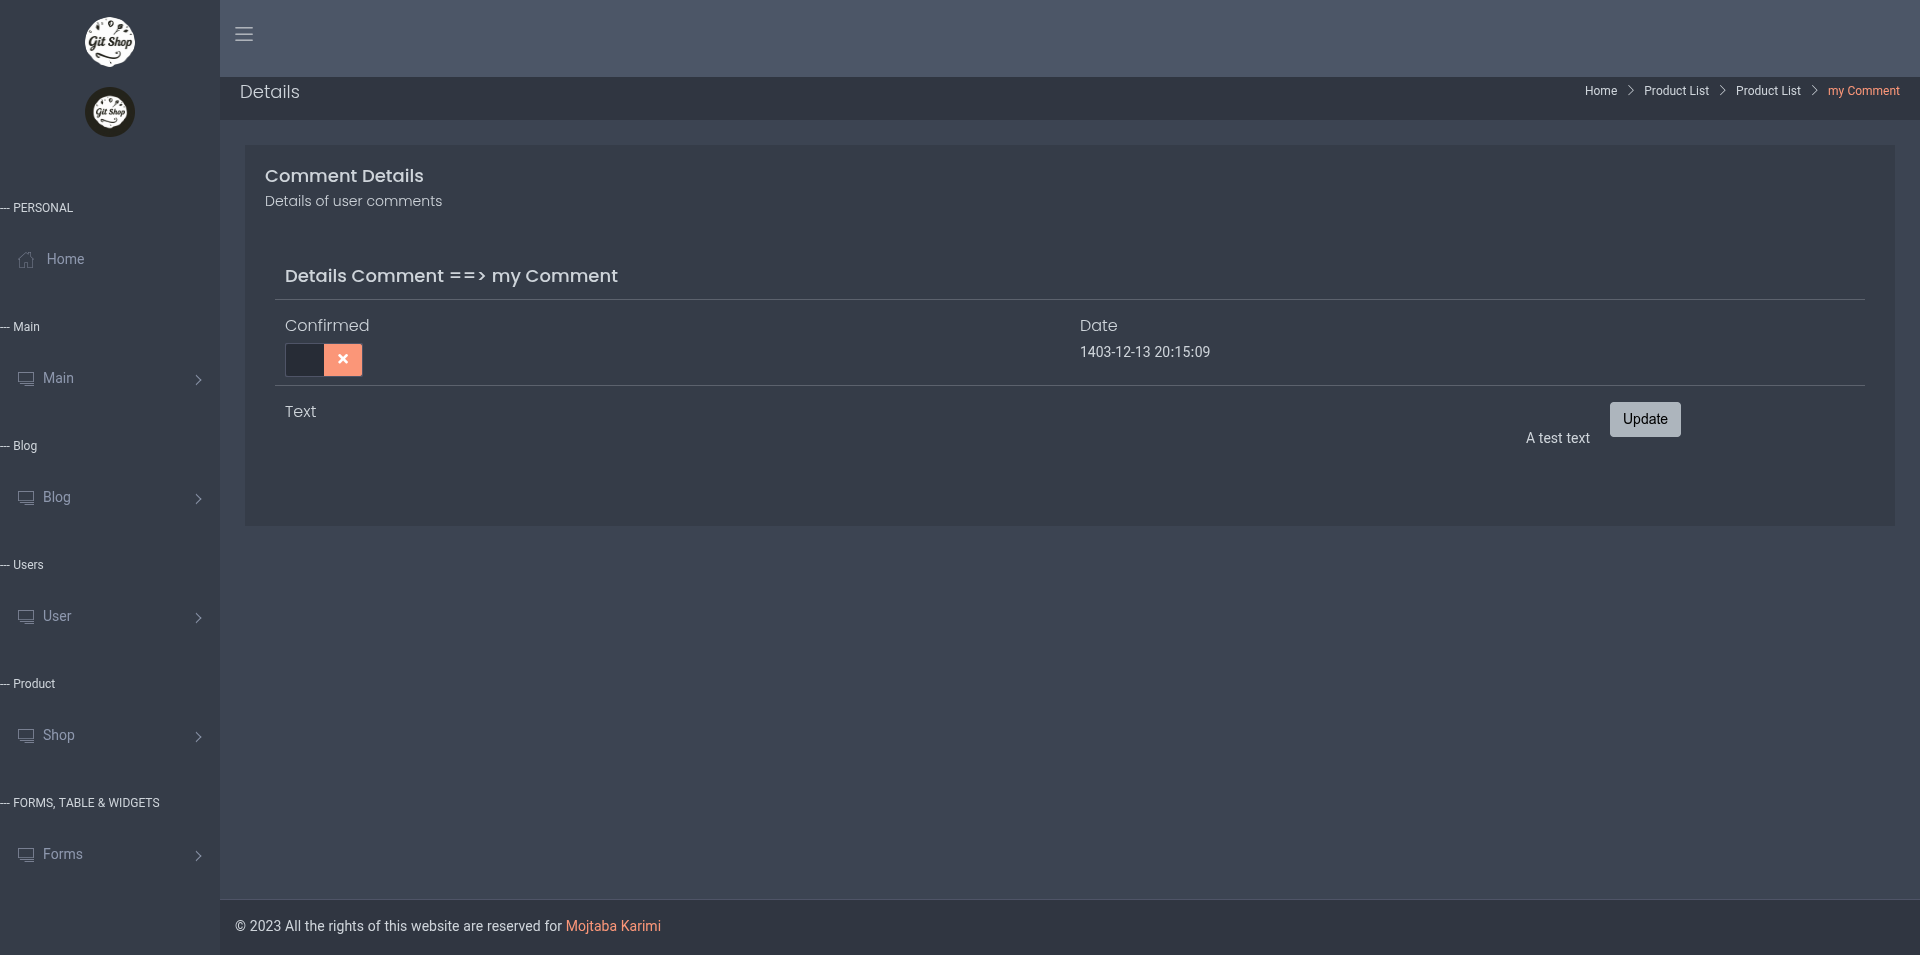 Git Shop
Git Shop
--- PERSONAL
Home
--- Main
Main
--- Blog
Blog
--- Users
User
--- Product
Shop
--- FORMS, TABLE & WIDGETS
Forms
Details
Home > Product List > Product List > my Comment
Comment Details
Details of user comments
Details Comment ==> my Comment
Confirmed
Date
1403-12-13 20:15:09
Text
Update
A test text
© 2023 All the rights of this website are reserved for Mojtaba Karimi